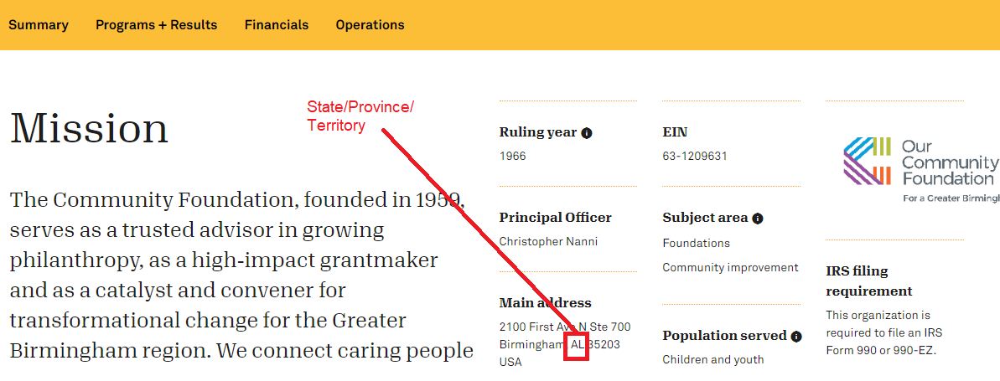 Summary Programs + Results Financials Operations
State/Province/
Territory
Mission
The Community Foundation, founded in 1959,
serves as a trusted advisor in growing
philanthropy, as a high-impact grantmaker
and as a catalyst and convener for
transformational change for the Greater
Birmingham region. We connect caring people
Ruling year i
1966
Principal Officer
Christopher Nanni
Main address
2100 First Ave N Ste 700
Birmingham, AL 35203
USA
EIN
63-1209631
Subject area i
Foundations
Community improvement
Population served i
Children and youth
Our
Community
Foundation
For a Greater Birmingh
IRS filing
requirement
This organization is
required to file an IRS
Form 990 or 990-EZ.